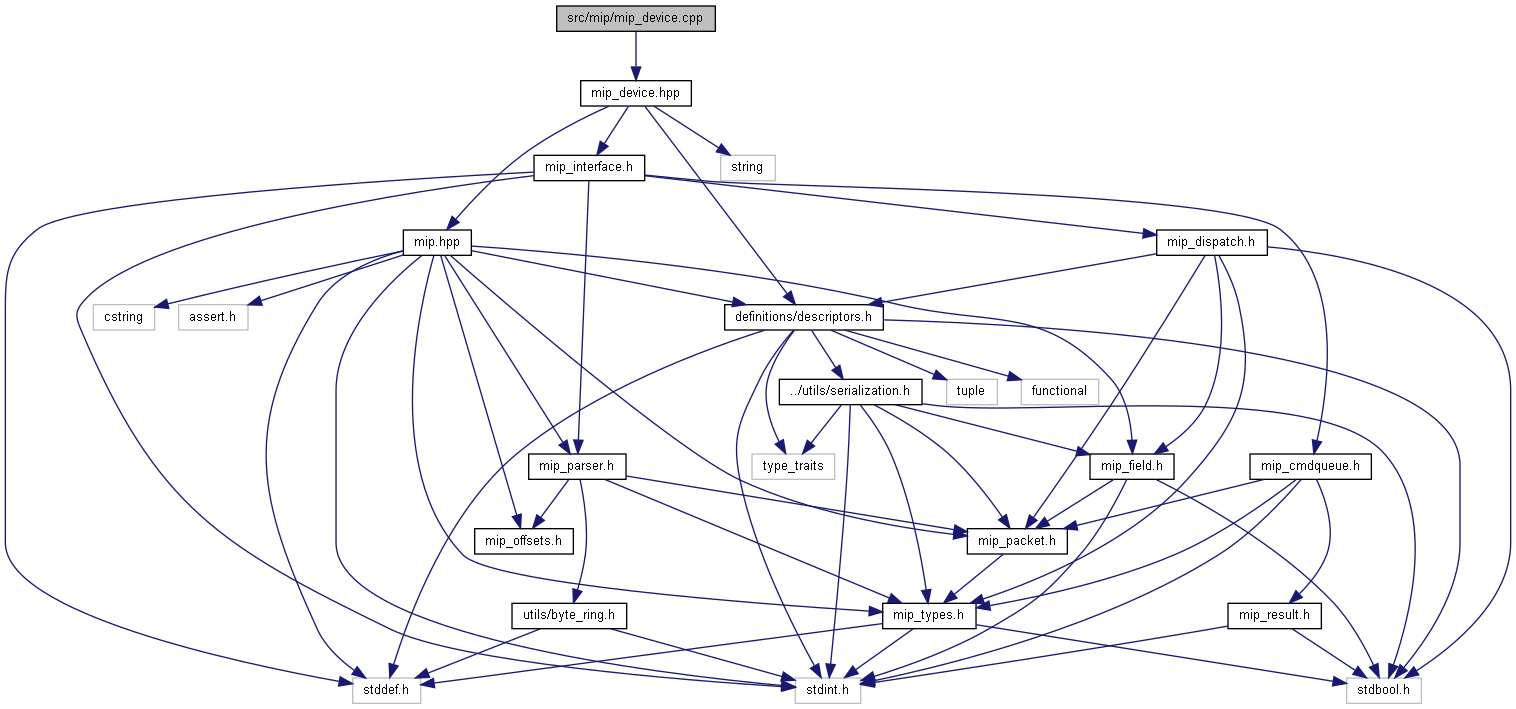 src/mip/mip_device.cpp
mip_device.hpp
mip_interface.h
string
mip.hpp
mip_dispatch.h
cstring
assert.h
definitions/descriptors.h
../utils/serialization.h
tuple
functional
mip_parser.h
type_traits
mip_field.h
mip_cmdqueue.h
mip_offsets.h
mip_packet.h
utils/byte_ring.h
mip_types.h
mip_result.h
stddef.h
stdint.h
stdbool.h